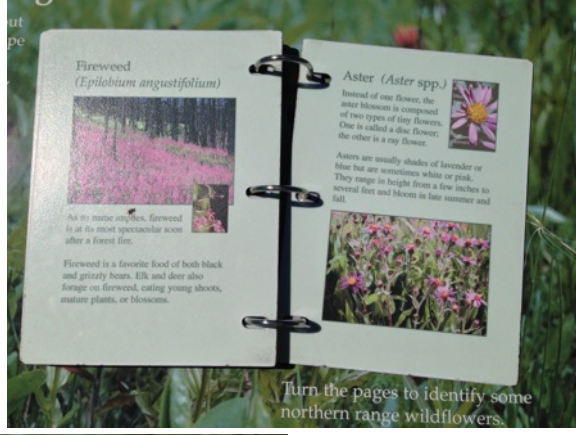 out
pe
Fireweed
(Epilobium angustifolium)
As its name implies, fireweed
is at its most spectacular soon
after a forest fire.
Fireweed is a favorite food of both black
and grizzly bears. Elk and deer also
forage on fireweed, eating young shoots,
mature plants, or blossoms.
Aster (Aster spp.)
Instead of one flower, the
aster blossom is composed
of two types of tiny flowers.
One is called a disc flower;
the other is a ray flower.
Asters are usually shades of lavender or
blue but are sometimes white or pink.
They range in height from a few inches to
several feet and bloom in late summer and
fall.
Turn the pages to identify some
northern range wildflowers.